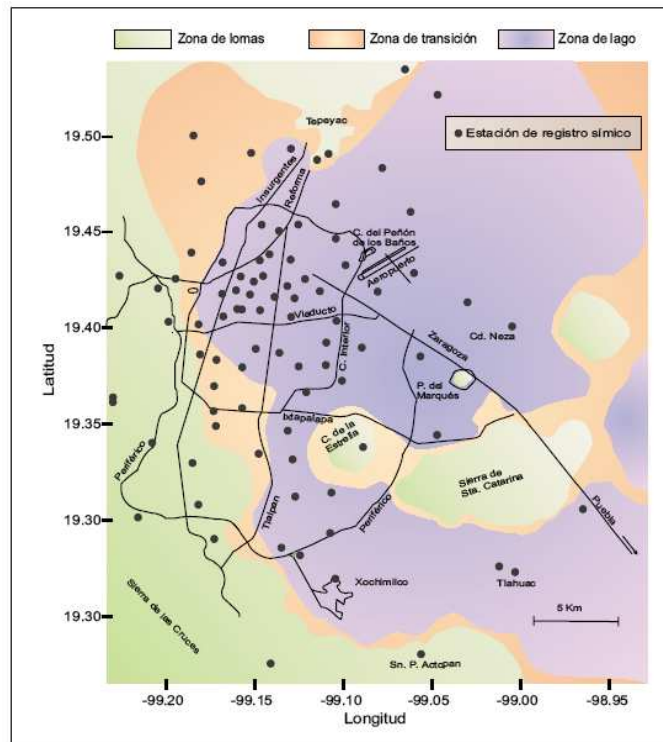 Zona de lomas
Zona de transición
Zona de lago
Estación de registro símico
Tepeyac
Insurgentes
Reforma
C. del Peñón
de los Baños
Aeropuerto
Viaducto
C. Interior
Zaragoza
Cd. Neza
P. del
Marqués
Ixtapalapa
C. de la
Estrella
Sierra de
Sta. Catarina
Periférico
Tlalpan
Periférico
Puebla
Xochimilco
Tlahuac
Sierra de las Cruces
Sn. P. Actopan
5 Km
Latitud
19.50
19.45
19.40
19.35
19.30
19.30
-99.20
-99.15
-99.10
-99.05
-99.00
-98.95
Longitud